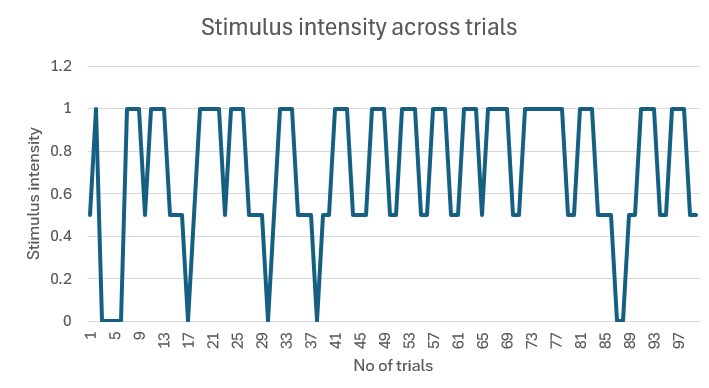 Stimulus intensity across trials
1.2
1
0.8
0.6
0.4
0.2
0
Stimulus intensity
1 5 9 13 17 21 25 29 33 37 41 45 49 53 57 61 65 69 73 77 81 85 89 93 97
No of trials